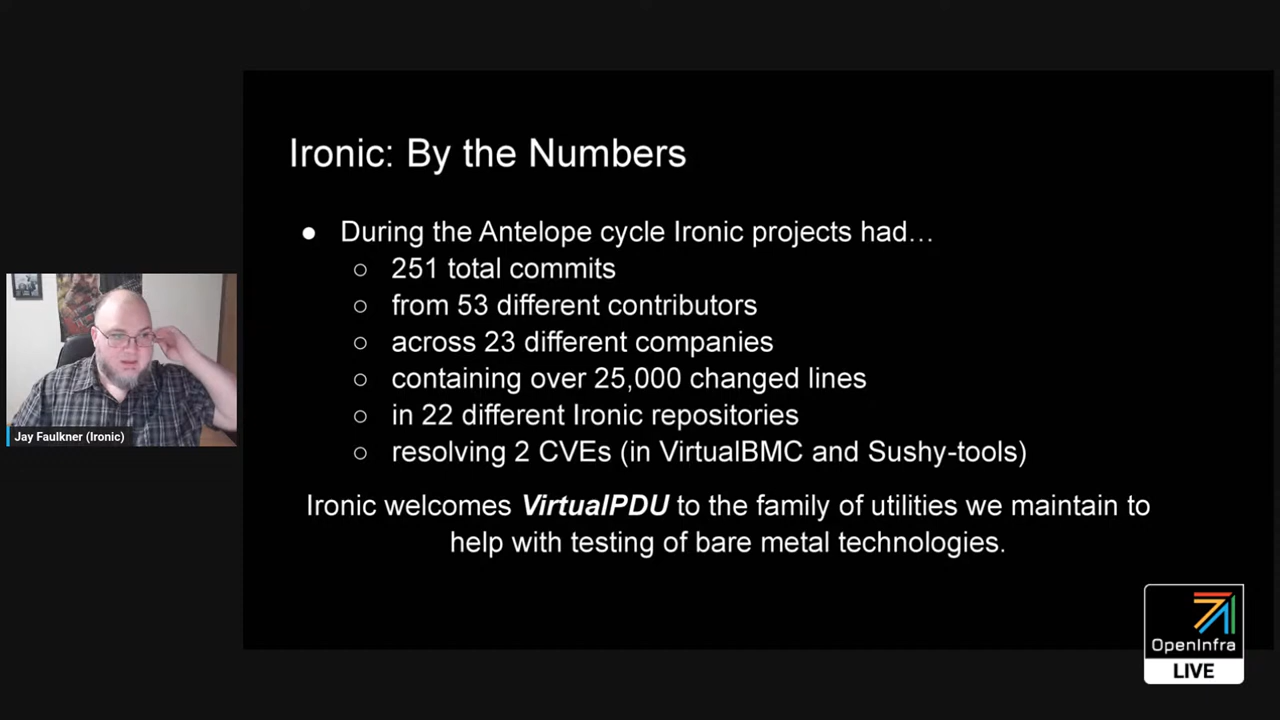 Ironic: By the Numbers
● During the Antelope cycle Ironic projects had…
○ 251 total commits
○ from 53 different contributors
○ across 23 different companies
○ containing over 25,000 changed lines
○ in 22 different Ironic repositories
○ resolving 2 CVEs (in VirtualBMC and Sushy-tools)
Ironic welcomes VirtualPDU to the family of utilities we maintain to
help with testing of bare metal technologies.
Jay Faulkner (Ironic)
OpenInfra
LIVE